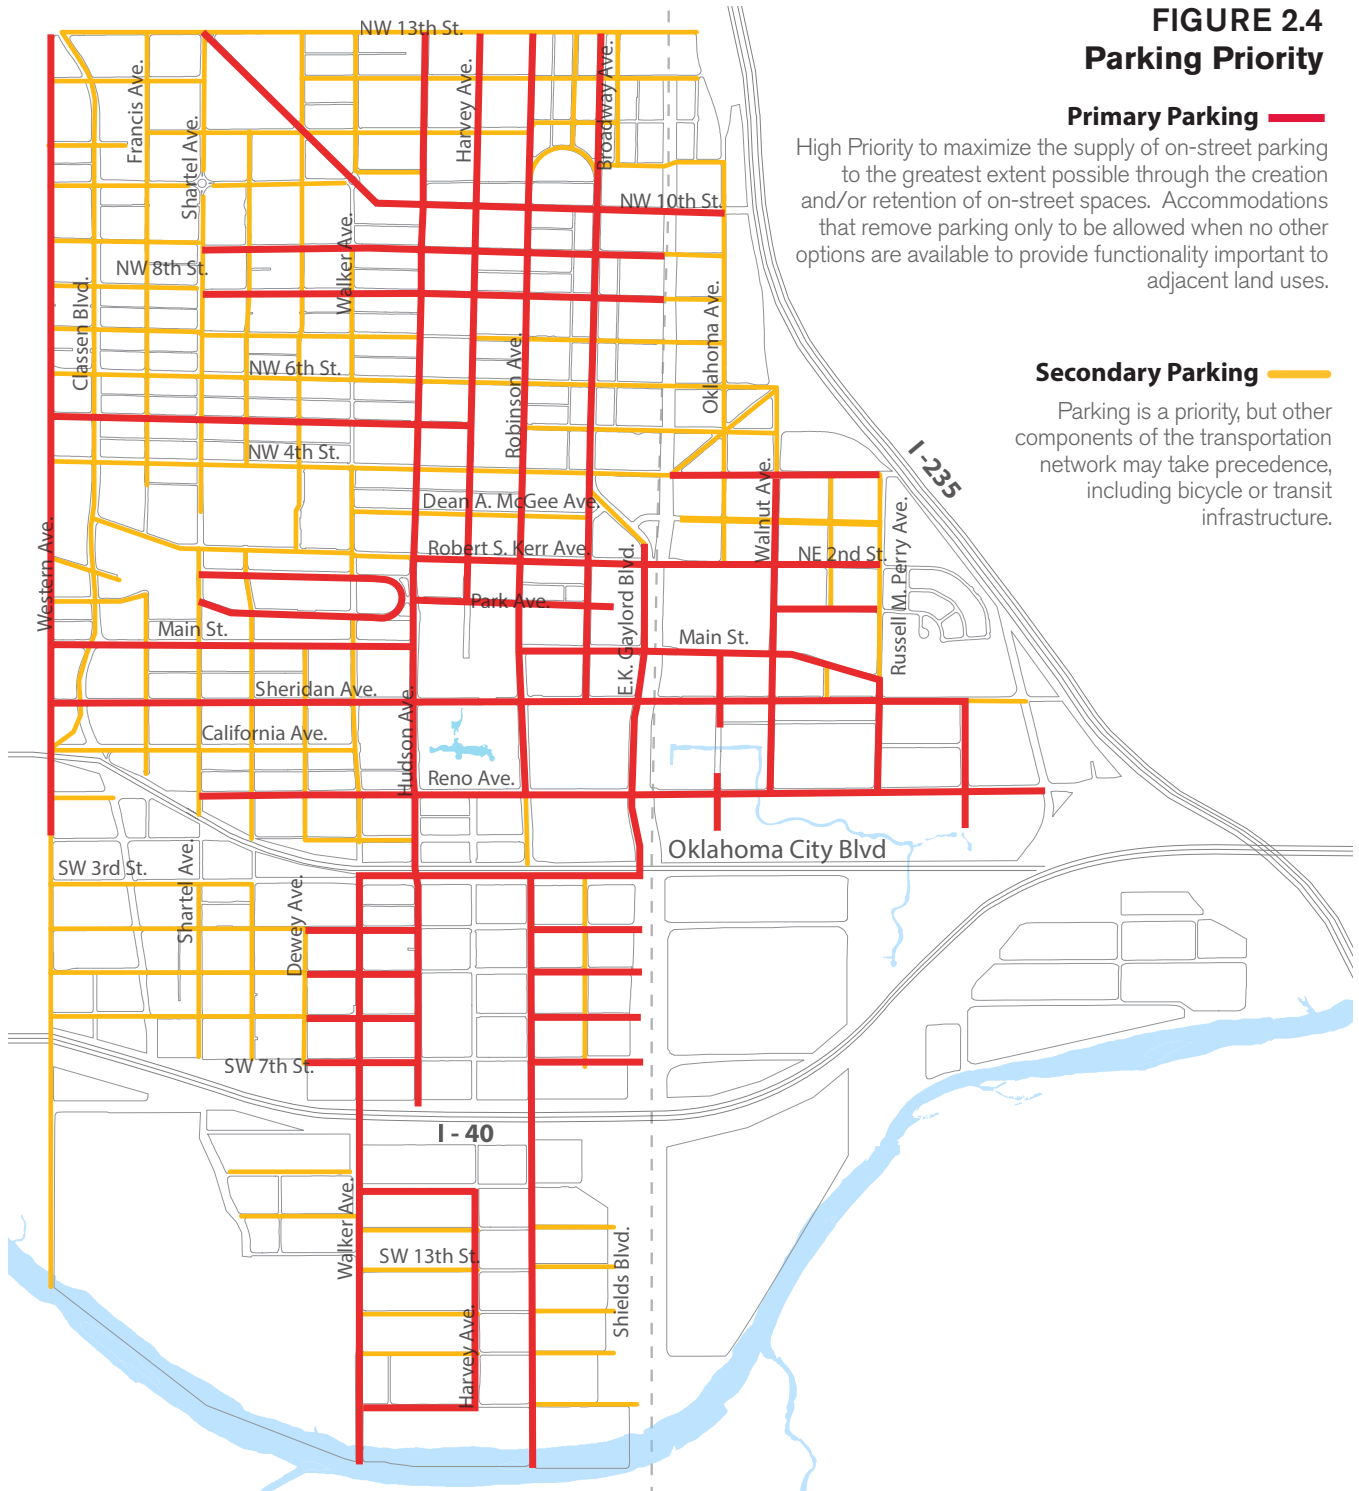 FIGURE 2.4
Parking Priority
Primary Parking
High Priority to maximize the supply of on-street parking
to the greatest extent possible through the creation
and/or retention of on-street spaces. Accommodations
that remove parking only to be allowed when no other
options are available to provide functionality important to
adjacent land uses.
Secondary Parking
Parking is a priority, but other
components of the transportation
network may take precedence,
including bicycle or transit
infrastructure.
NW 13th St.
Francis Ave.
Shartel Ave.
Harvey Ave.
Broadway Ave.
NW 10th St.
Walker Ave.
NW 8th St.
Classen Blvd.
Oklahoma Ave.
Robinson Ave.
NW 6th St.
NW 4th St.
I -235
Dean A. McGee Ave.
Walnut Ave.
Robert S. Kerr Ave.
NE 2nd St.
Russell M. Perry Ave.
Western Ave.
Park Ave.
E.K. Gaylord Blvd.
Main St.
Main St.
Sheridan Ave.
California Ave.
Hudson Ave.
Reno Ave.
Oklahoma City Blvd
SW 3rd St.
Shartel Ave.
Dewey Ave.
SW 7th St.
I - 40
Walker Ave.
SW 13th St.
Harvey Ave.
Shields Blvd.